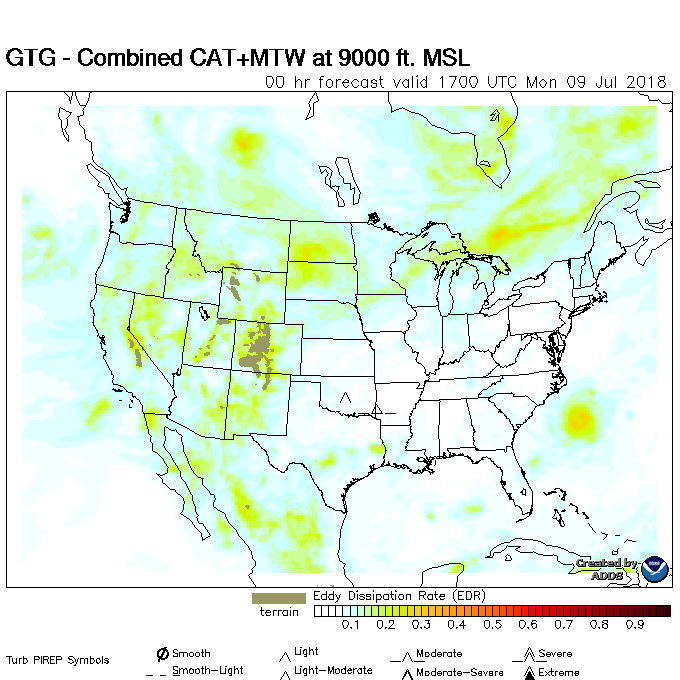 GTG - Combined CAT+MTW at 9000 ft. MSL
00 hr forecast valid 1700 UTC Mon 09 Jul 2018
Created by
ADDS
terrain
Eddy Dissipation Rate (EDR)
0.1 0.2 0.3 0.4 0.5 0.6 0.7 0.8 0.9
Turb PIREP Symbols
Smooth Light Moderate Severe
Smooth-Light Light-Moderate Moderate-Severe Extreme